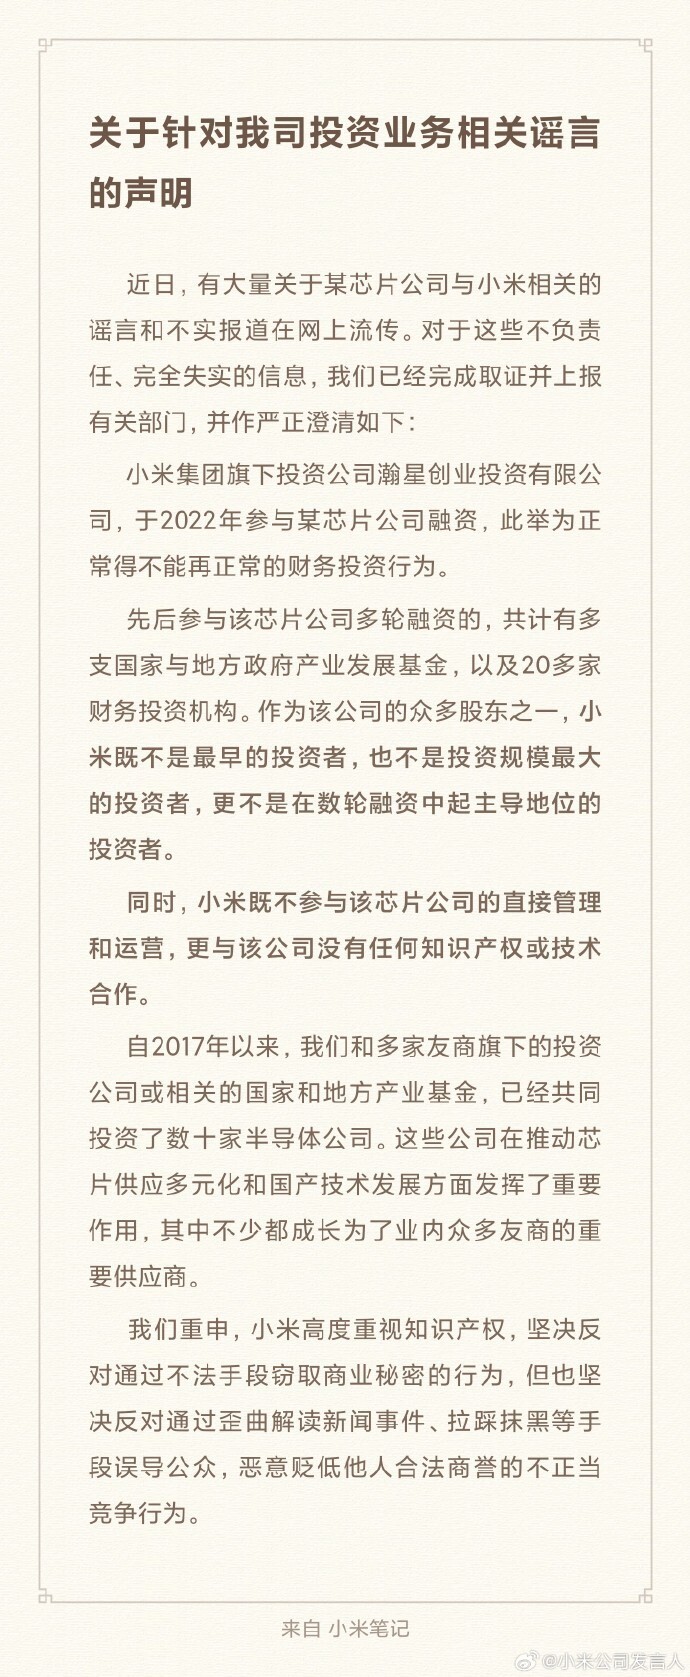 关于针对我司投资业务相关谣言
的声明
近日，有大量关于某芯片公司与小米相关的
谣言和不实报道在网上流传。对于这些不负责
任、完全失实的信息，我们已经完成取证并上报
有关部门，并作严正澄清如下：
小米集团旗下投资公司瀚星创业投资有限公
司，于2022年参与某芯片公司融资，此举为正
常得不能再正常的财务投资行为。
先后参与该芯片公司多轮融资的，共计有多
支国家与地方政府产业发展基金，以及20多家
财务投资机构。作为该公司的众多股东之一，小
米既不是最早的投资者，也不是投资规模最大
的投资者，更不是在数轮融资中起主导地位的
投资者。
同时，小米既不参与该芯片公司的直接管理
和运营，更与该公司没有任何知识产权或技术
合作。
自2017年以来，我们和多家友商旗下的投资
公司或相关的国家和地方产业基金，已经共同
投资了数十家半导体公司。这些公司在推动芯
片供应多元化和国产技术发展方面发挥了重要
作用，其中不少都成长为了业内众多友商的重
要供应商。
我们重申，小米高度重视知识产权，坚决反
对通过不法手段窃取商业秘密的行为，但也坚
决反对通过歪曲解读新闻事件、拉踩抹黑等手
段误导公众，恶意贬低他人合法商誉的不正当
竞争行为。
来自 小米笔记
@小米公司发言人